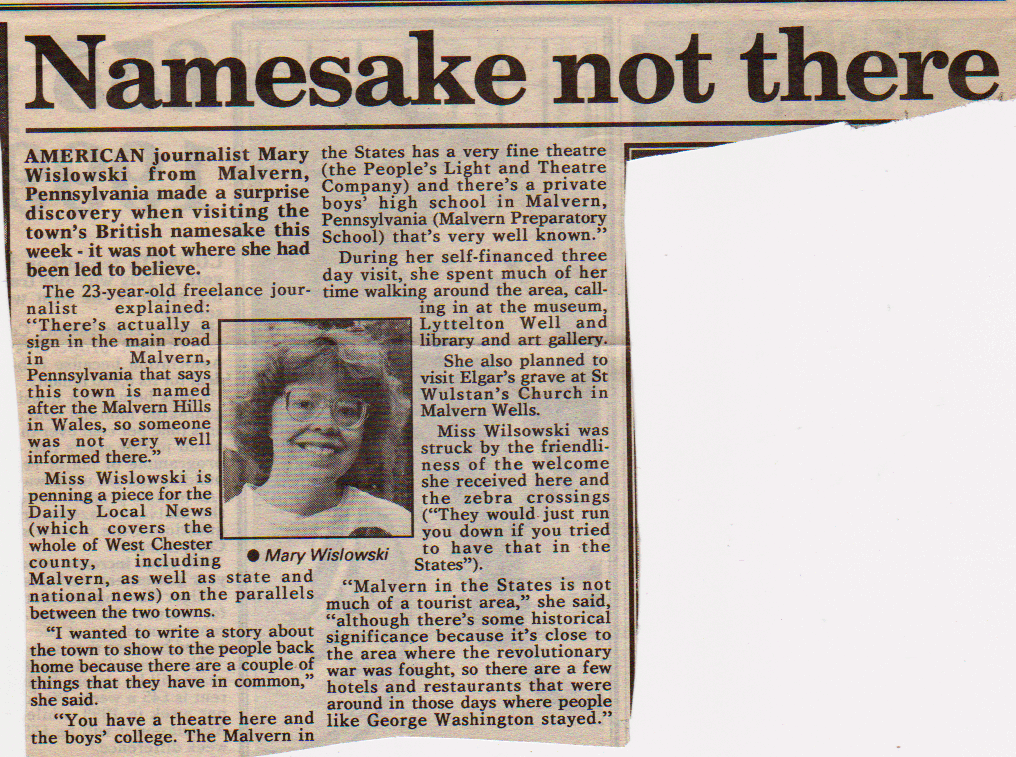 Namesake not there
AMERICAN journalist Mary
Wislowski from Malvern,
Pennsylvania made a surprise
discovery when visiting the
town's British namesake this
week - it was not where she had
been led to believe.
The 23-year-old freelance jour-
nalist explained:
“There's actually a
sign in the main road
in Malvern,
Pennsylvania that says
this town is named
after the Malvern Hills
in Wales, so someone
was not very well
informed there.”
Miss Wislowski is
penning a piece for the
Daily Local News
(which covers the
whole of West Chester
county, including
Malvern, as well as state and
national news) on the parallels
between the two towns.
“I wanted to write a story about
the town to show to the people back
home because there are a couple of
things that they have in common,”
she said.
“You have a theatre here and
the boys' college. The Malvern in
the States has a very fine theatre
(the People's Light and Theatre
Company) and there's a private
boys' high school in Malvern,
Pennsylvania (Malvern Preparatory
School) that's very well known.”
During her self-financed three
day visit, she spent much of her
time walking around the area, call-
ing in at the museum,
Lyttelton Well and
library and art gallery.
She also planned to
visit Elgar's grave at St
Wulstan's Church in
Malvern Wells.
Miss Wilsowski was
struck by the friendli-
ness of the welcome
she received here and
the zebra crossings
(“They would just run
you down if you tried
to have that in the
States”).
“Malvern in the States is not
much of a tourist area,” she said,
“although there's some historical
significance because it's close to
the area where the revolutionary
war was fought, so there are a few
hotels and restaurants that were
around in those days where people
like George Washington stayed.”
● Mary Wislowski